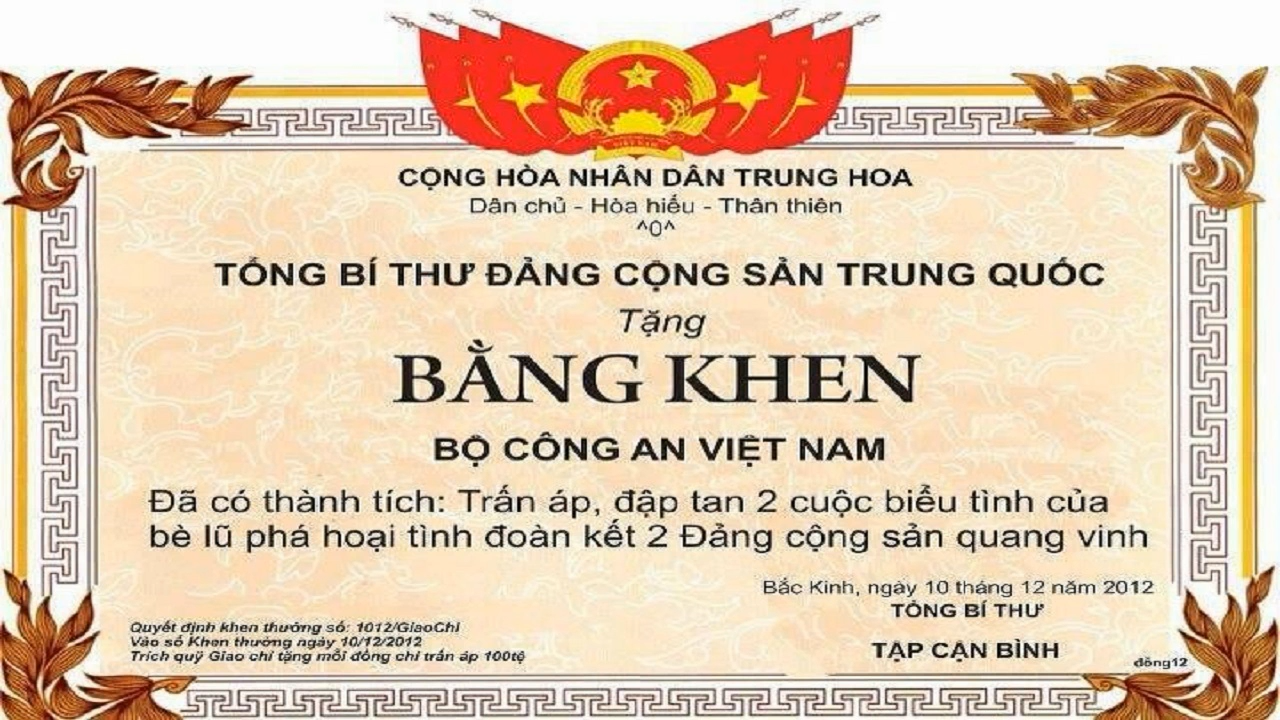 VIỆT NAM
CỘNG HÒA NHÂN DÂN TRUNG HOA
Dân chủ - Hòa hiếu - Thân thiên
^0^
TỔNG BÍ THƯ ĐẢNG CỘNG SẢN TRUNG QUỐC
Tặng
BẰNG KHEN
BỘ CÔNG AN VIỆT NAM
Đã có thành tích: Trấn áp, đập tan 2 cuộc biểu tình của
bè lũ phá hoại tình đoàn kết 2 Đảng cộng sản quang vinh
Bắc Kinh, ngày 10 tháng 12 năm 2012
TỔNG BÍ THƯ
TẬP CẬN BÌNH
Quyết định khen thưởng số: 1012/GiaoChỉ
Vào sổ Khen thưởng ngày 10/12/2012
Trích quỹ Giao chỉ tặng mỗi đồng chí trấn áp 100tệ
đông12